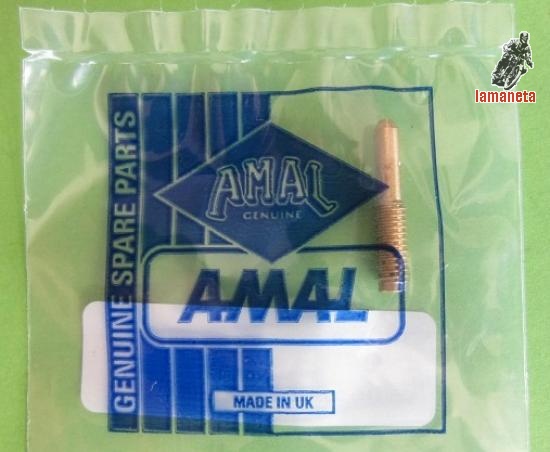 lamaneta
GENUINE SPARE PARTS
AMAL
GENUINE
AMAL
MADE IN UK